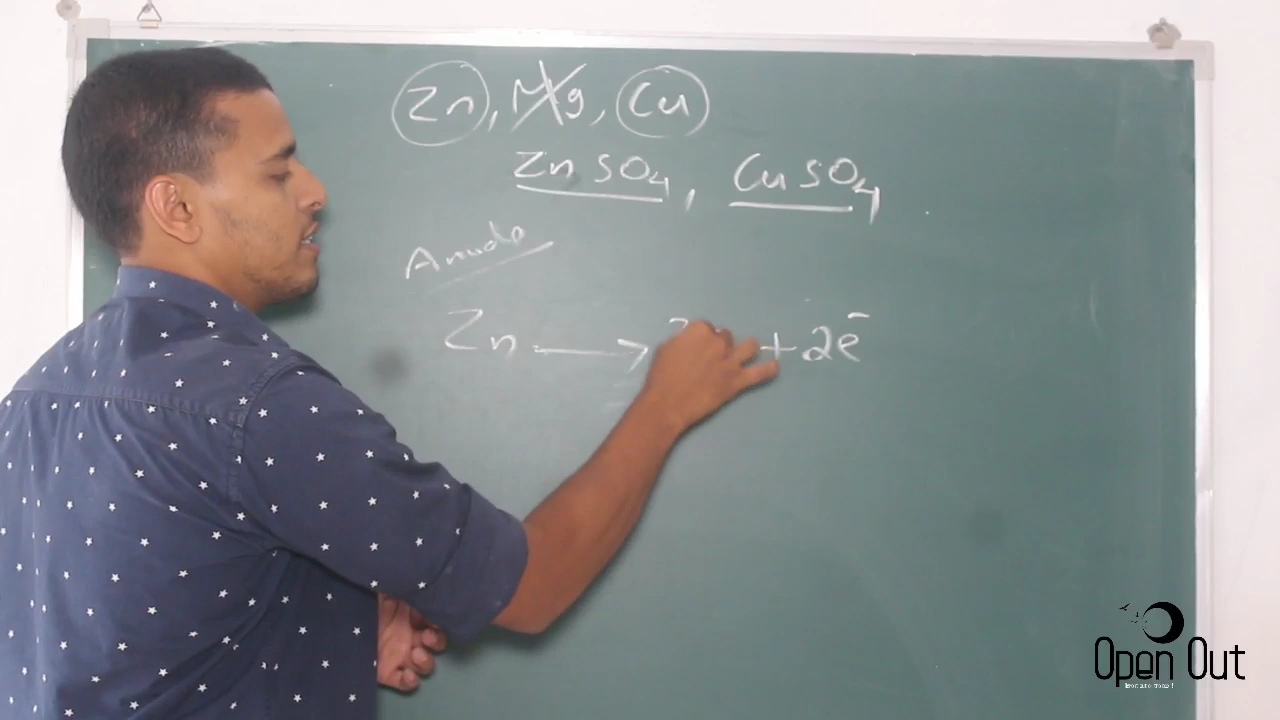 Zn, Mg, Cu
ZnSO₄, CuSO₄
Anode
Zn ⟶ + 2e⁻
Open Out